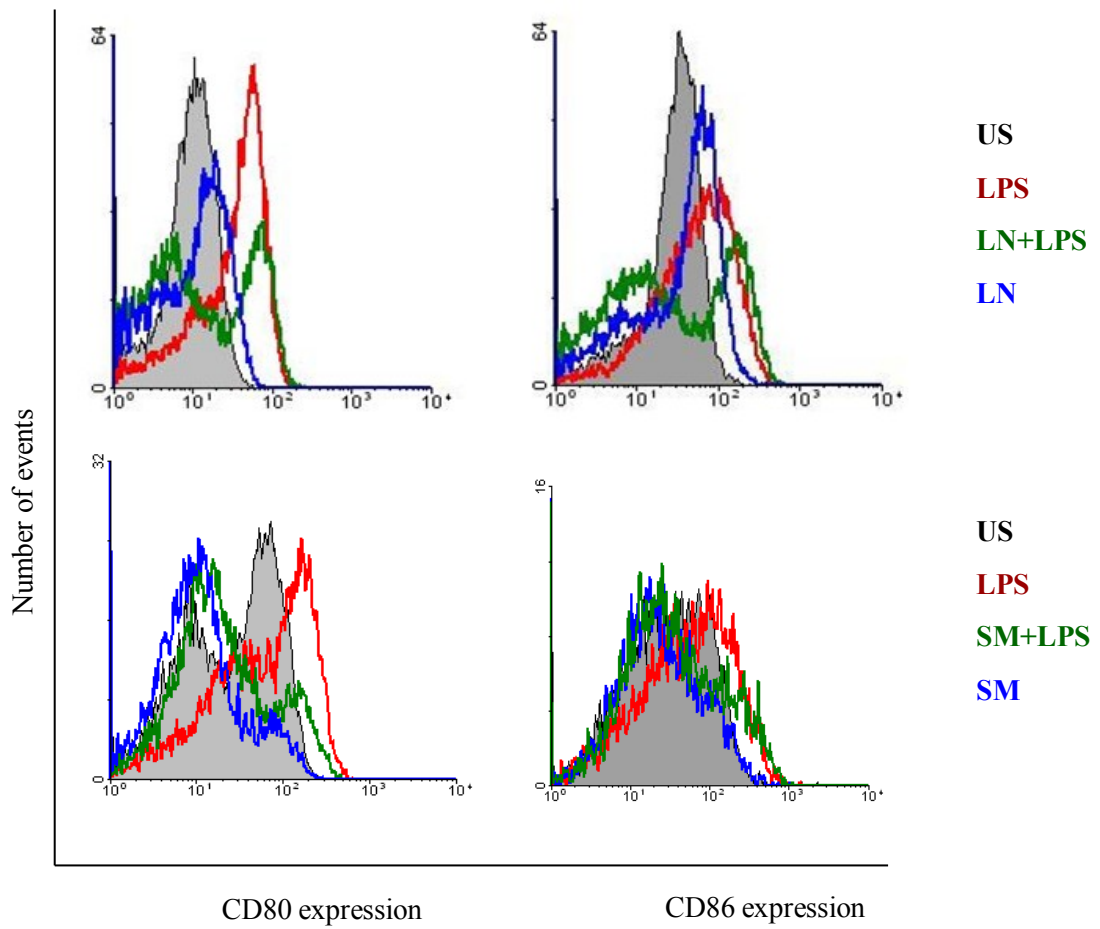 64
0
10⁰ 10¹ 10² 10³ 10⁴
64
0
10⁰ 10¹ 10² 10³ 10⁴
US
LPS
LN+LPS
LN
32
0
10⁰ 10¹ 10² 10³ 10⁴
16
0
10⁰ 10¹ 10² 10³ 10⁴
US
LPS
SM+LPS
SM
Number of events
CD80 expression
CD86 expression